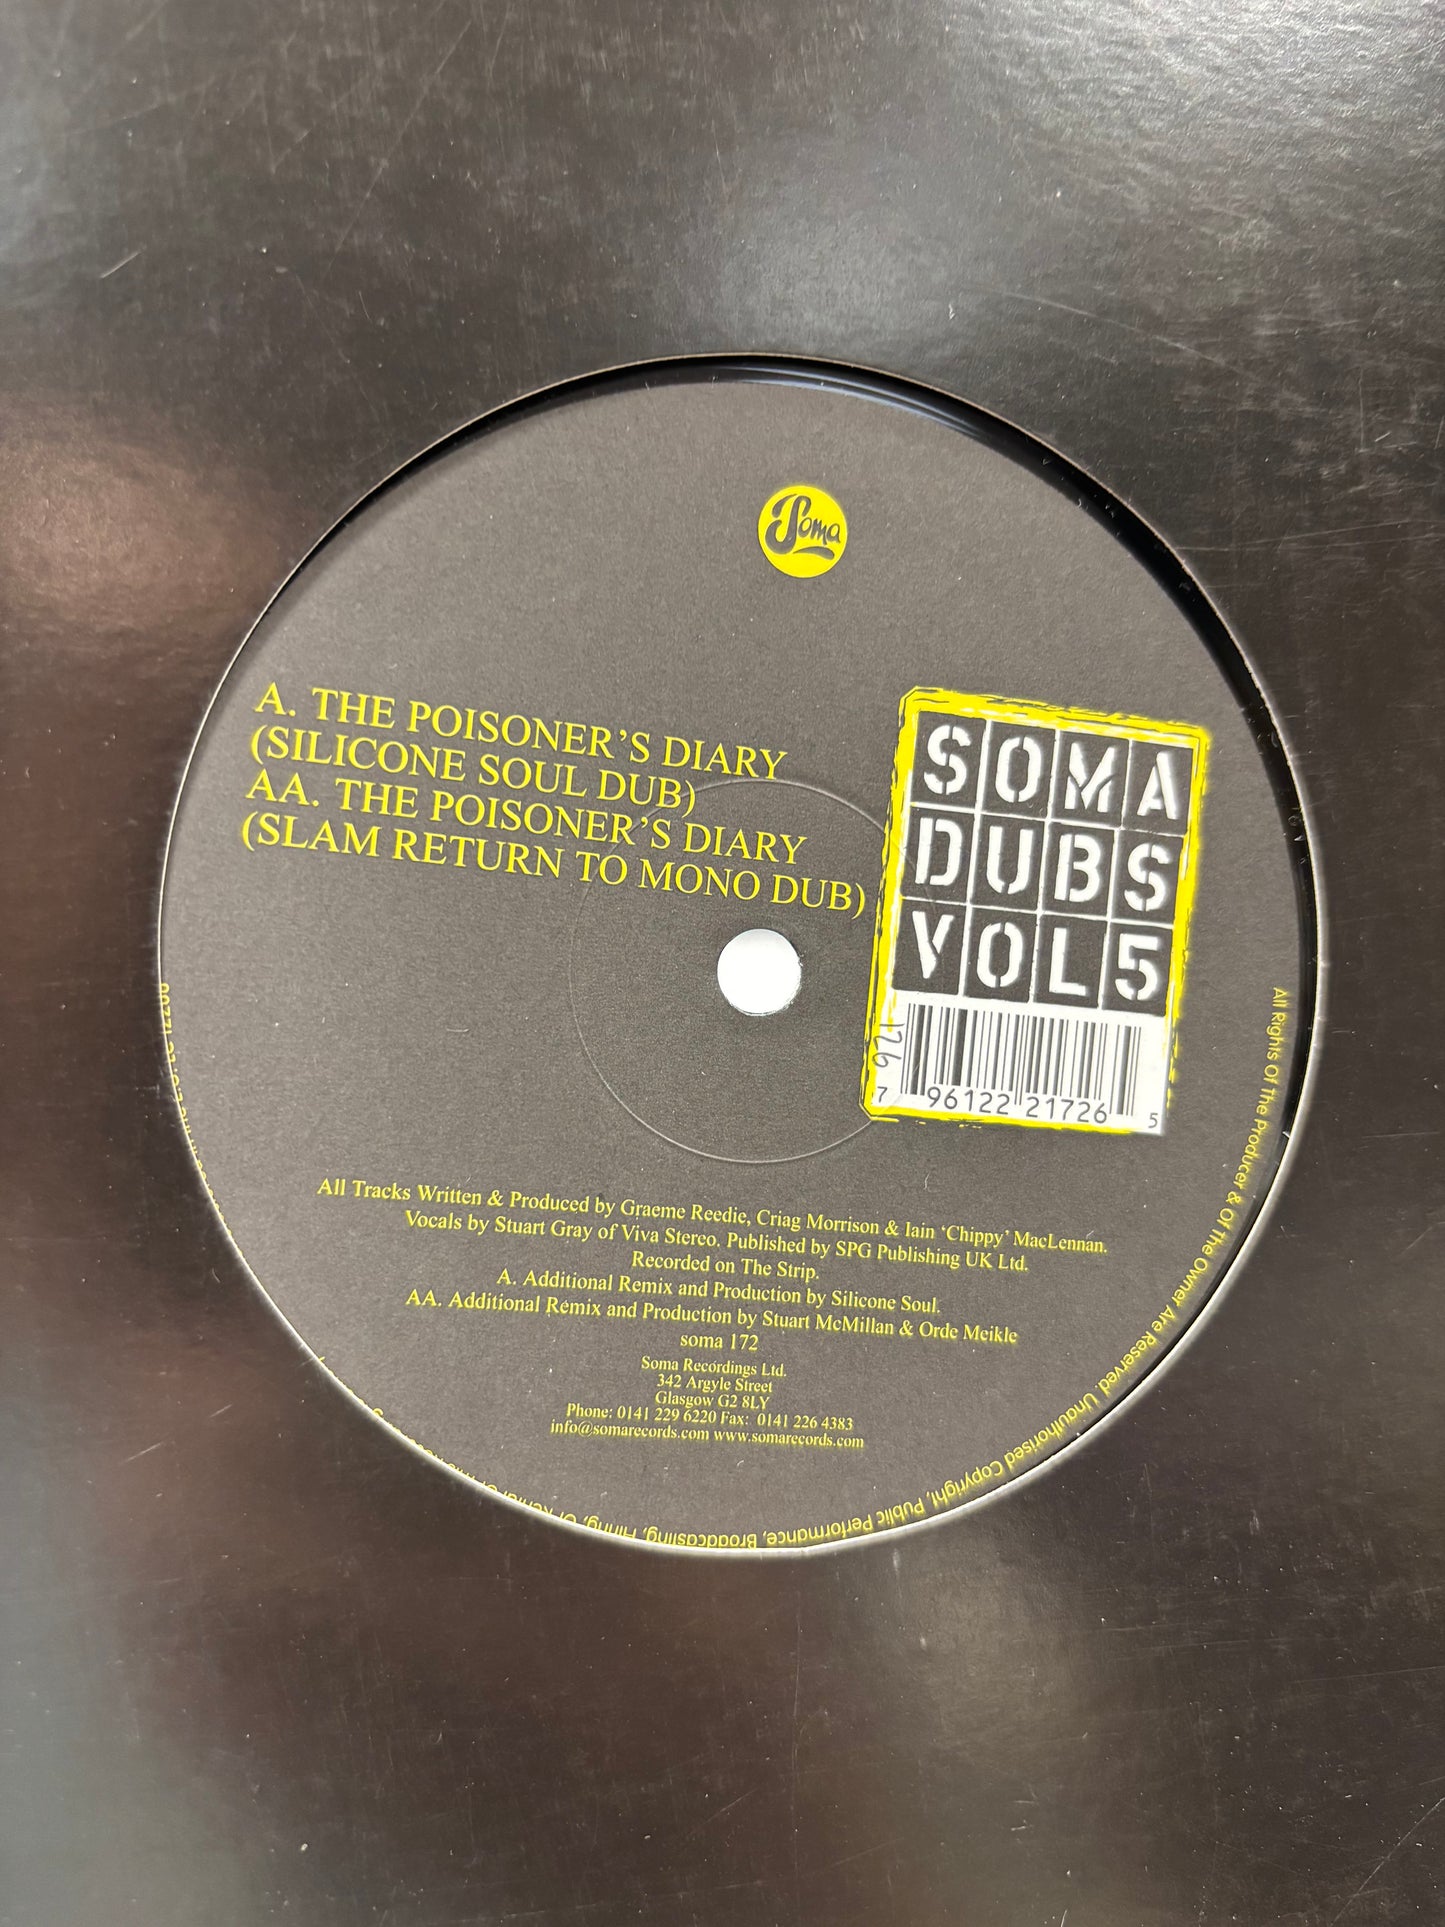 Soma
A. THE POISONER'S DIARY
(SILICONE SOUL DUB)
AA. THE POISONER'S DIARY
(SLAM RETURN TO MONO DUB)
SOMA
DUBS
VOL5
1621
7 96122 21726 5
All Tracks Written & Produced by Graeme Reedie, Criag Morrison & Iain ‘Chippy’ MacLennan.
Vocals by Stuart Gray of Viva Stereo. Published by SPG Publishing UK Ltd.
Recorded on The Strip.
A. Additional Remix and Production by Silicone Soul.
AA. Additional Remix and Production by Stuart McMillan & Orde Meikle
soma 172
Soma Recordings Ltd.
342 Argyle Street
Glasgow G2 8LY
Phone: 0141 229 6220 Fax: 0141 226 4383
info@somarecords.com www.somarecords.com
All Rights Of The Producer & Of The Owner Are Reserved. Unauthorised Copyright, Public Performance, Broadcasting, Hiring, Or Rental